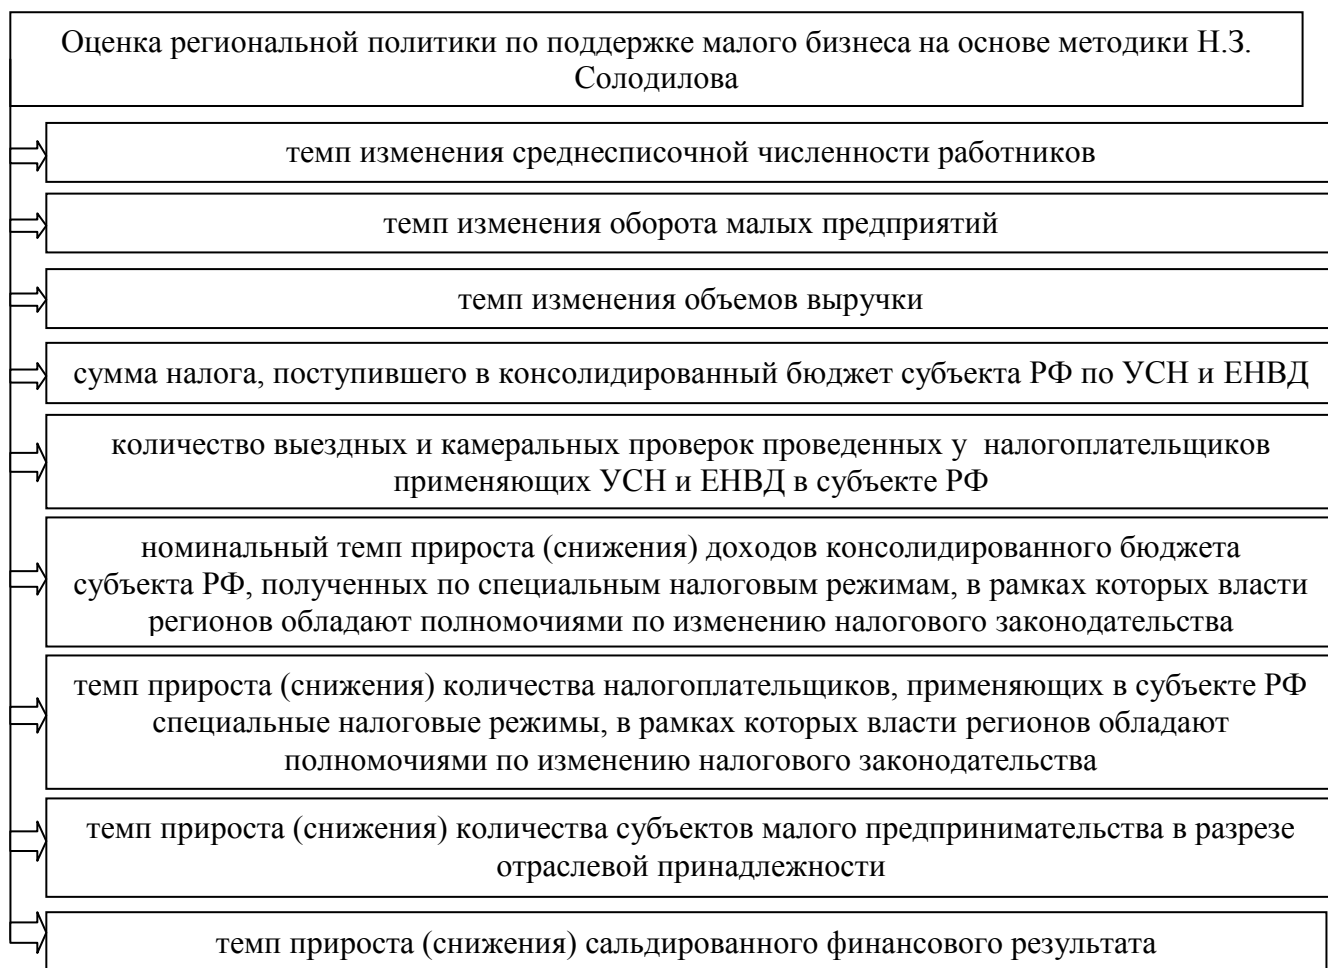 Оценка региональной политики по поддержке малого бизнеса на основе методики Н.З.
Солодилова
темп изменения среднесписочной численности работников
темп изменения оборота малых предприятий
темп изменения объемов выручки
сумма налога, поступившего в консолидированный бюджет субъекта РФ по УСН и ЕНВД
количество выездных и камеральных проверок проведенных у налогоплательщиков
применяющих УСН и ЕНВД в субъекте РФ
номинальный темп прироста (снижения) доходов консолидированного бюджета
субъекта РФ, полученных по специальным налоговым режимам, в рамках которых власти
регионов обладают полномочиями по изменению налогового законодательства
темп прироста (снижения) количества налогоплательщиков, применяющих в субъекте РФ
специальные налоговые режимы, в рамках которых власти регионов обладают
полномочиями по изменению налогового законодательства
темп прироста (снижения) количества субъектов малого предпринимательства в разрезе
отраслевой принадлежности
темп прироста (снижения) сальдированного финансового результата